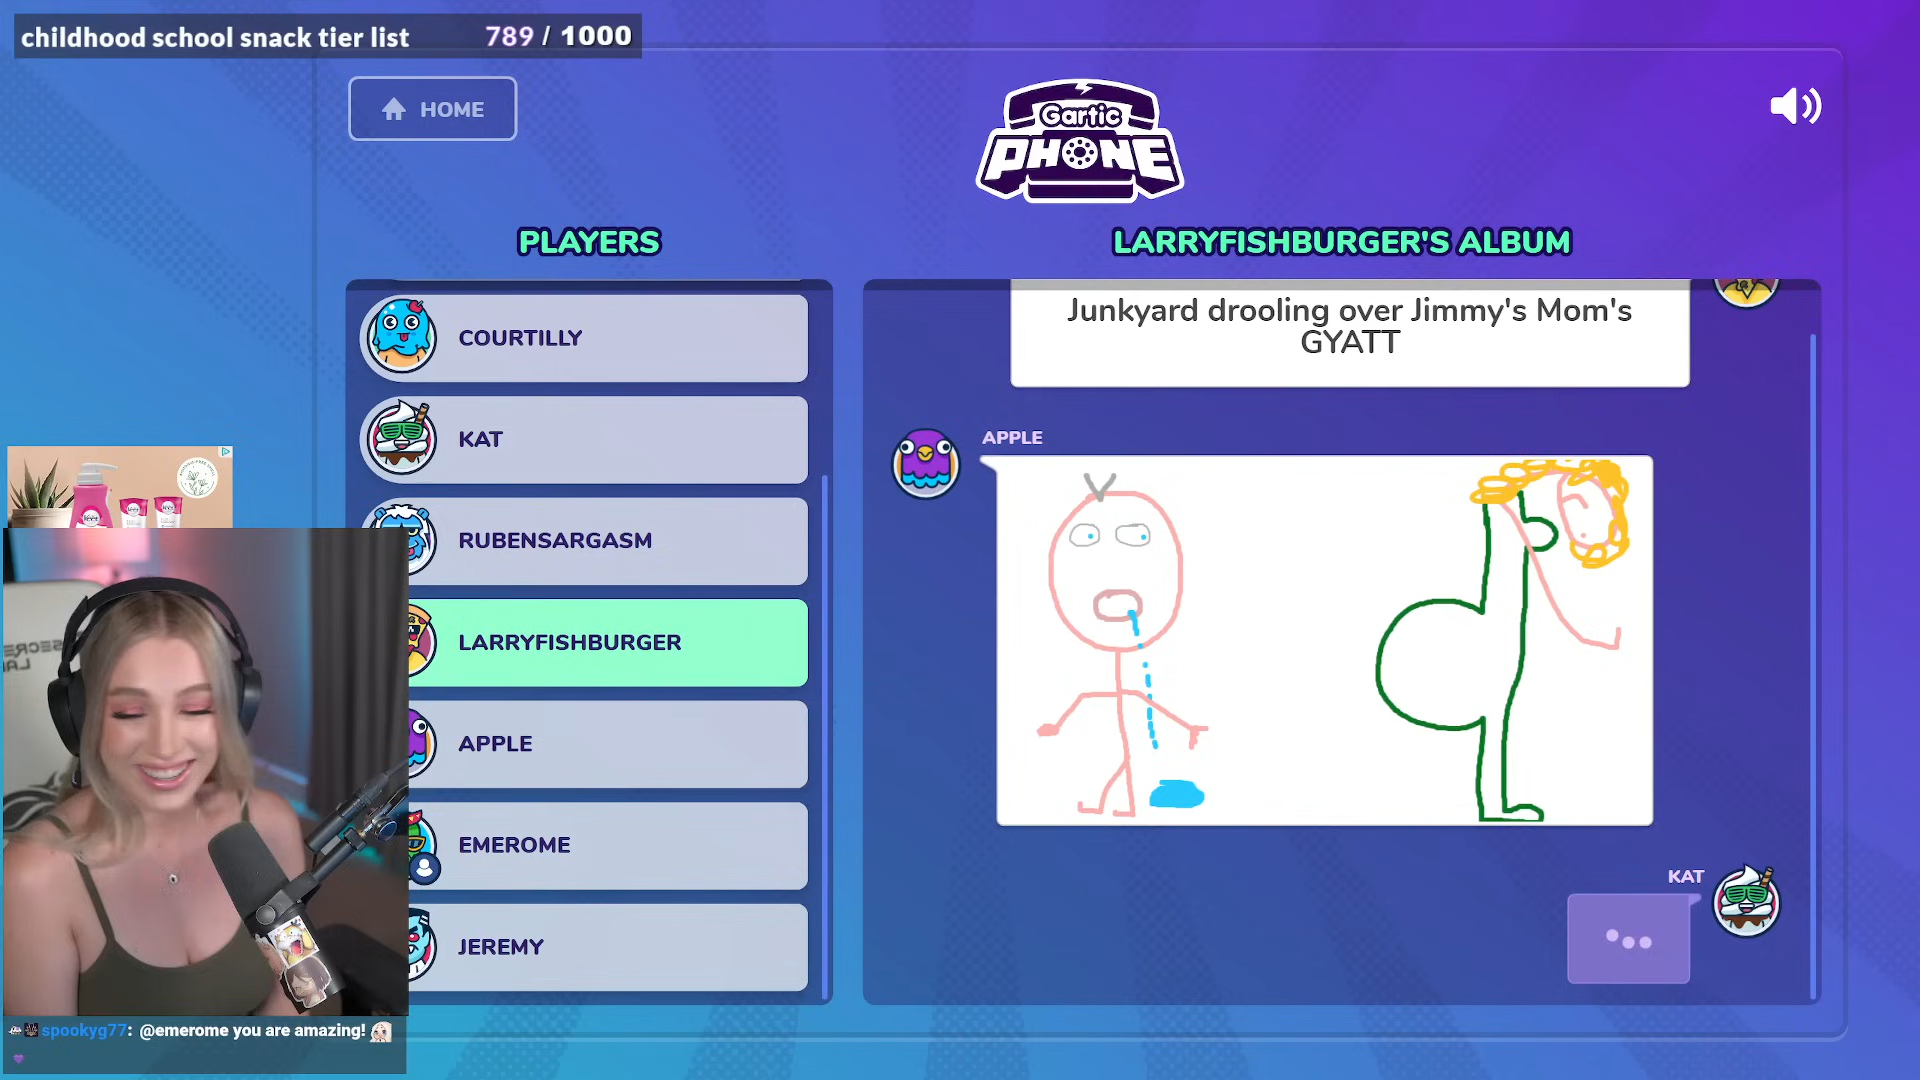 childhood school snack tier list 789 / 1000
HOME
Gartic
PHONE
PLAYERS
COURTILLY
KAT
RUBENSARGASM
LARRYFISHBURGER
APPLE
EMEROME
JEREMY
LARRYFISHBURGER'S ALBUM
Junkyard drooling over Jimmy's Mom's
GYATT
APPLE
KAT
spookyg77: @emerome you are amazing!